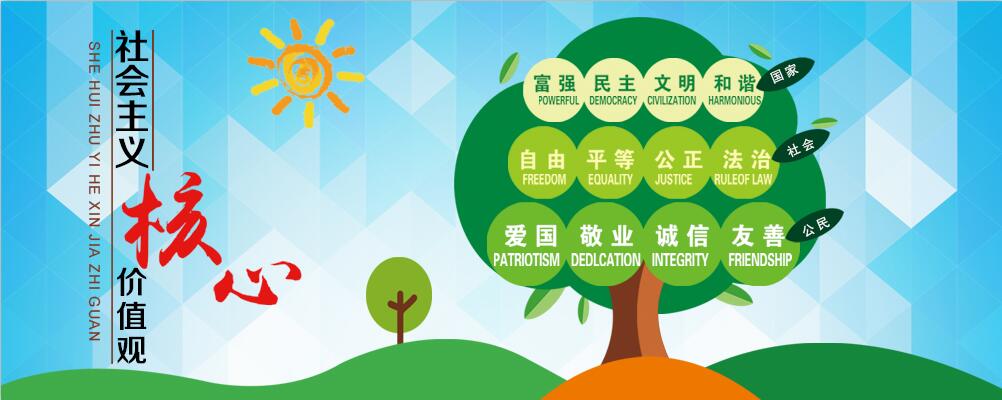 社会主义
核心
价值观
SHE HUI ZHU YI HE XIN JIA ZHI GUAN
富强 民主 文明 和谐 国家
POWERFUL DEMOCRACY CIVILIZATION HARMONIOUS
自由 平等 公正 法治 社会
FREEDOM EQUALITY JUSTICE RULEOF LAW
爱国 敬业 诚信 友善 公民
PATRIOTISM DEDLCATION INTEGRITY FRIENDSHIP